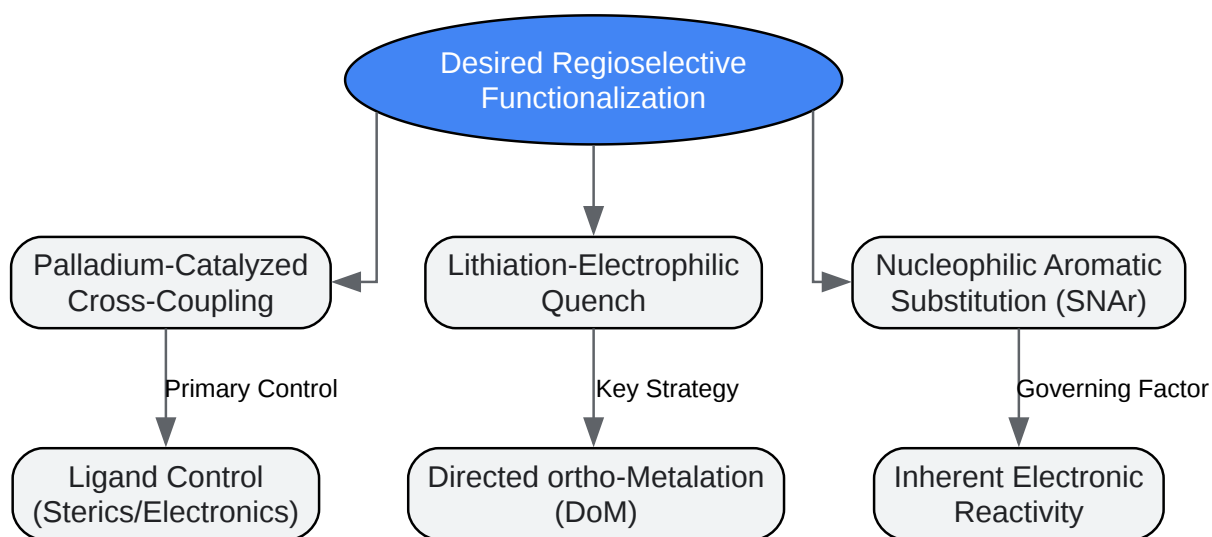 Desired Regioselective
Functionalization
Palladium-Catalyzed
Cross-Coupling
Lithiation-Electrophilic
Quench
Nucleophilic Aromatic
Substitution (SNAr)
Primary Control
Key Strategy
Governing Factor
Ligand Control
(Sterics/Electronics)
Directed ortho-Metalation
(DoM)
Inherent Electronic
Reactivity